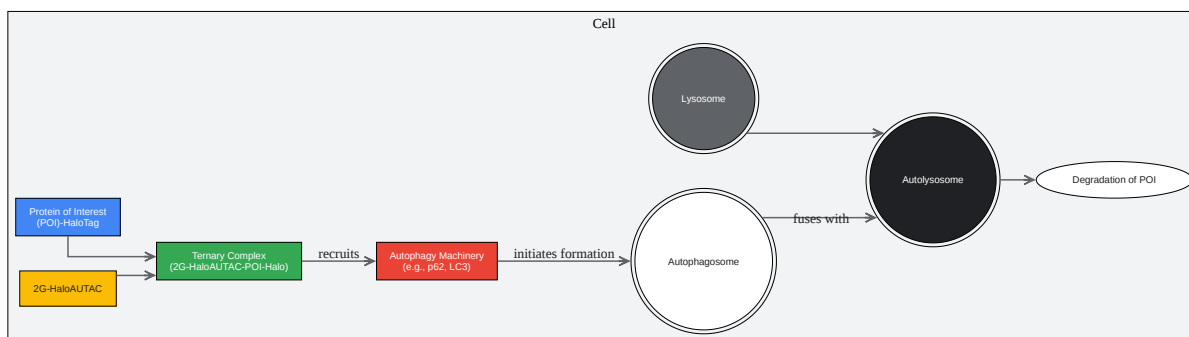 Cell
Lysosome
Autolysosome
Degradation of POI
Protein of Interest
(POI)-HaloTag
fuses with
Ternary Complex
(2G-HaloAUTAC-POI-Halo)
recruits
Autophagy Machinery
(e.g., p62, LC3)
initiates formation
Autophagosome
2G-HaloAUTAC